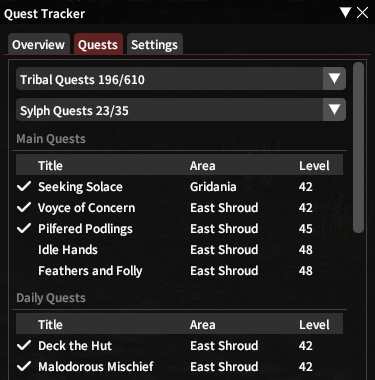 Quest Tracker
Overview Quests Settings
Tribal Quests 196/610
Sylph Quests 23/35
Main Quests
Title Area Level
Seeking Solace Gridania 42
Voyce of Concern East Shroud 42
Pilfered Podlings East Shroud 45
Idle Hands East Shroud 48
Feathers and Folly East Shroud 48
Daily Quests
Title Area Level
Deck the Hut East Shroud 42
Malodorous Mischief East Shroud 42